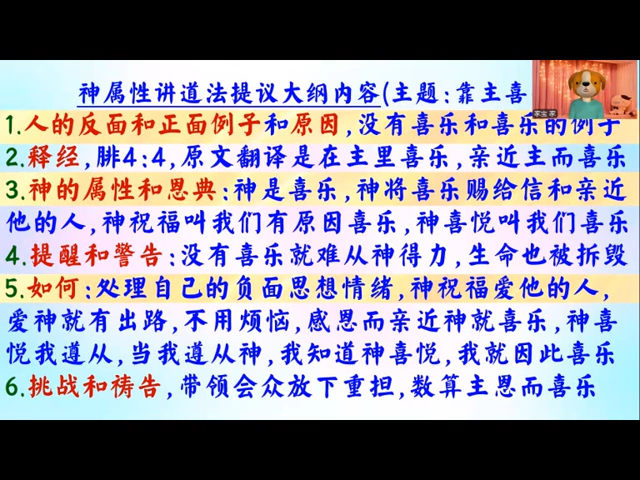 神属性讲道法提议大纲内容(主题:靠主喜
1.人的反面和正面例子和原因,没有喜乐和喜乐的例子
2.释经,腓4:4,原文翻译是在主里喜乐,亲近主而喜乐
3.神的属性和恩典:神是喜乐,神将喜乐赐给信和亲近
他的人,神祝福叫我们有原因喜乐,神喜悦叫我们喜乐
4.提醒和警告:没有喜乐就难从神得力,生命也被拆毁
5.如何:处理自己的负面思想情绪,神祝福爱他的人,
爱神就有出路,不用烦恼,感恩而亲近神就喜乐,神喜
悦我遵从,当我遵从神,我知道神喜悦,我就因此喜乐
6.挑战和祷告,带领会众放下重担,数算主恩而喜乐